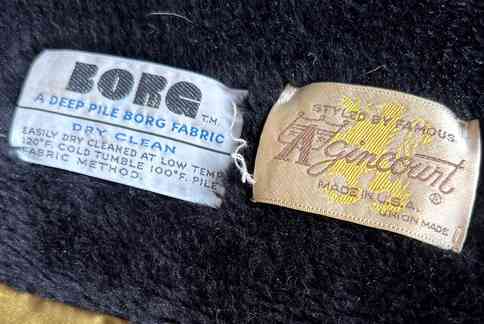 BORG T.M.
A DEEP PILE BORG FABRIC
DRY CLEAN
EASILY DRY CLEANED AT LOW TEMP.
120°F. COLD TUMBLE 100°F. PILE
FABRIC METHOD.
STYLED BY FAMOUS
Agincourt ®
MADE IN U.S.A.
UNION MADE